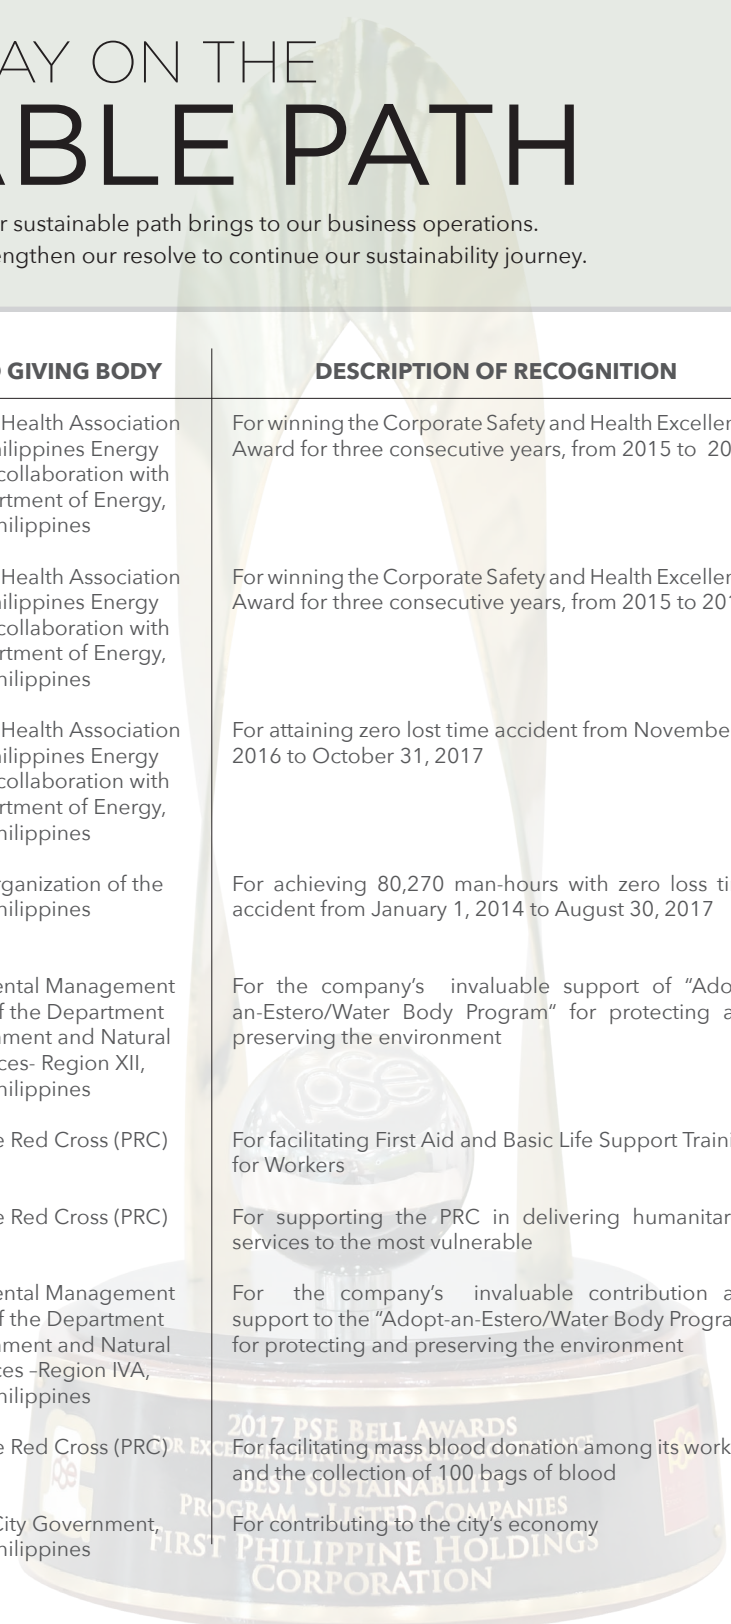 AY ON THE
ABLE PATH
r sustainable path brings to our business operations.
ngthen our resolve to continue our sustainability journey.
GIVING BODY
DESCRIPTION OF RECOGNITION
Health Association
ilippines Energy
collaboration with
rtment of Energy,
hilippines
For winning the Corporate Safety and Health Excellen
Award for three consecutive years, from 2015 to 20
Health Association
ilippines Energy
collaboration with
rtment of Energy,
hilippines
For winning the Corporate Safety and Health Excellen
Award for three consecutive years, from 2015 to 201
Health Association
ilippines Energy
collaboration with
rtment of Energy,
hilippines
For attaining zero lost time accident from Novembe
2016 to October 31, 2017
rganization of the
hilippines
For achieving 80,270 man-hours with zero loss ti
accident from January 1, 2014 to August 30, 2017
ental Management
f the Department
nment and Natural
ces- Region XII,
hilippines
For the company's invaluable support of "Ado
an-Estero/Water Body Program" for protecting a
preserving the environment
e Red Cross (PRC)
For facilitating First Aid and Basic Life Support Traini
for Workers
e Red Cross (PRC)
For supporting the PRC in delivering humanitar
services to the most vulnerable
ental Management
f the Department
nment and Natural
ces –Region IVA,
hilippines
For the company's invaluable contribution a
support to the "Adopt-an-Estero/Water Body Progra
for protecting and preserving the environment
e Red Cross (PRC)
For facilitating mass blood donation among its work
and the collection of 100 bags of blood
City Government,
hilippines
For contributing to the city's economy
pse
2017 PSE BELL AWARDS
FOR EXCELLENCE IN CORPORATE GOVERNANCE
BEST SUSTAINABILITY
PROGRAM – LISTED COMPANIES
FIRST PHILIPPINE HOLDINGS
CORPORATION
pse